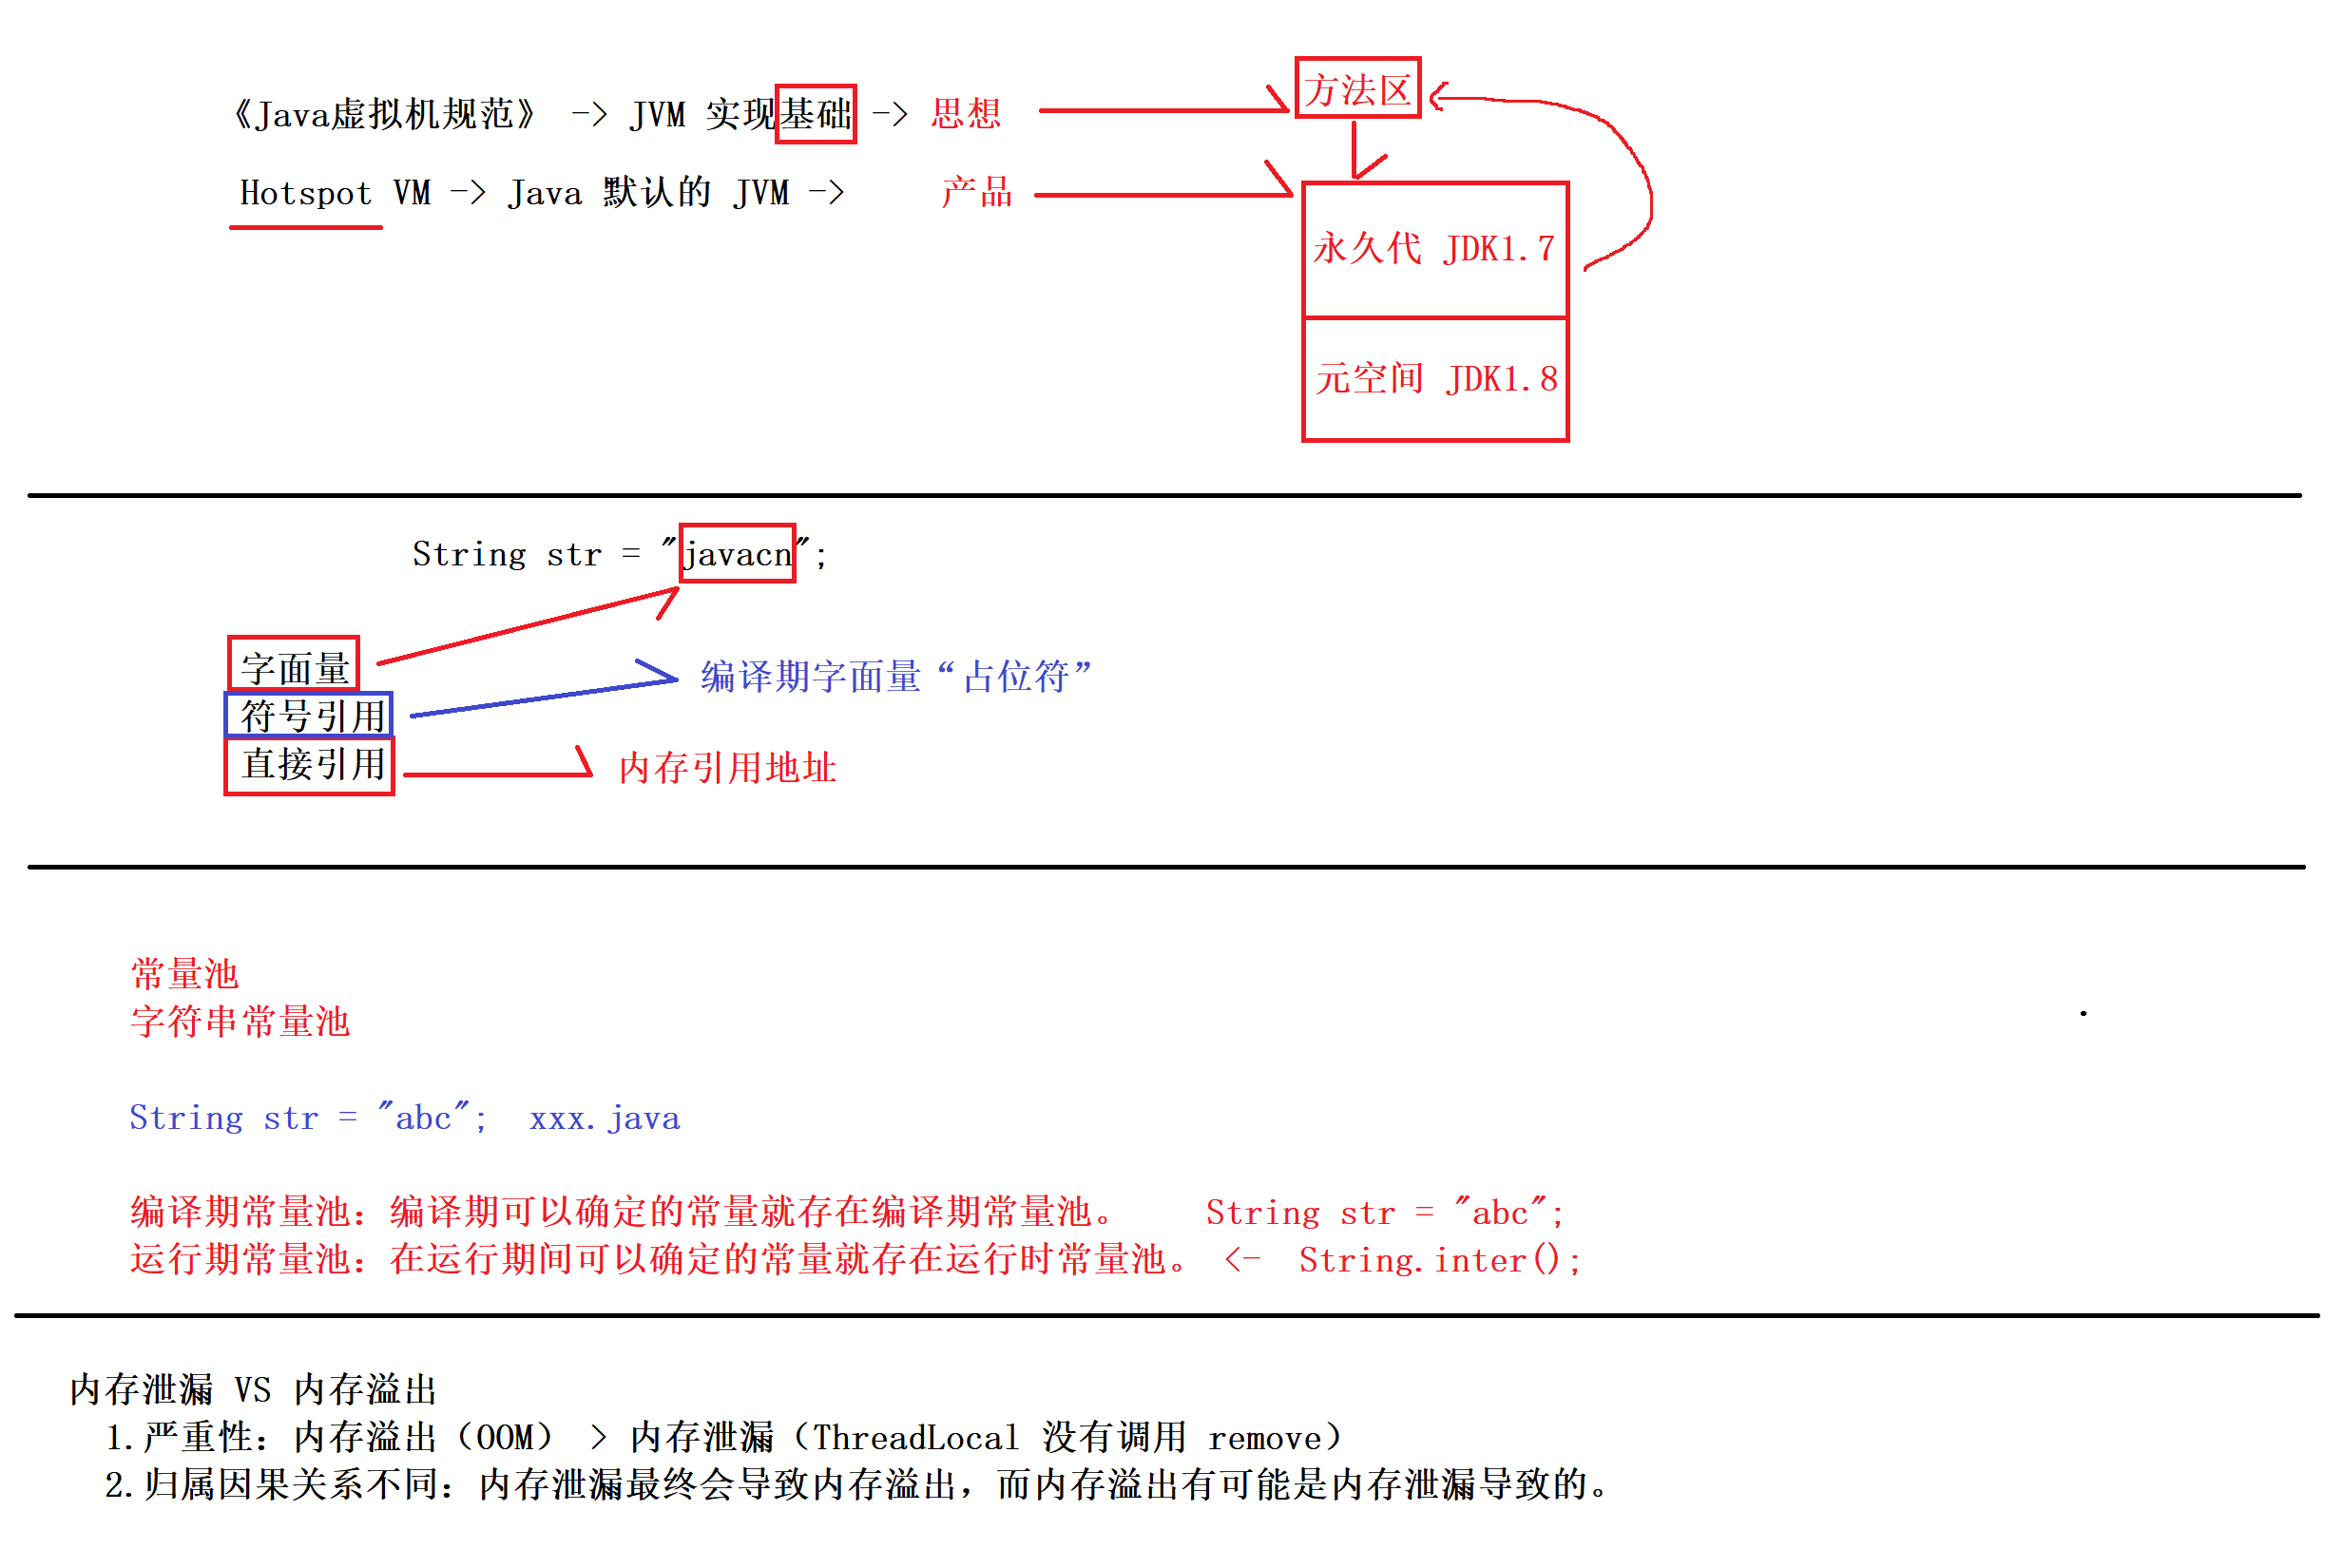 《Java虚拟机规范》 -> JVM 实现基础 -> 思想
方法区
Hotspot VM -> Java 默认的 JVM -> 产品
永久代 JDK1.7
元空间 JDK1.8
String str = "javacn";
字面量
编译期字面量“占位符”
符号引用
直接引用
内存引用地址
常量池
字符串常量池
String str = "abc"; xxx.java
编译期常量池：编译期可以确定的常量就存在编译期常量池。 String str = "abc";
运行期常量池：在运行期间可以确定的常量就存在运行时常量池。 <- String.inter();
内存泄漏 VS 内存溢出
1.严重性：内存溢出（OOM） > 内存泄漏（ThreadLocal 没有调用 remove）
2.归属因果关系不同：内存泄漏最终会导致内存溢出，而内存溢出有可能是内存泄漏导致的。